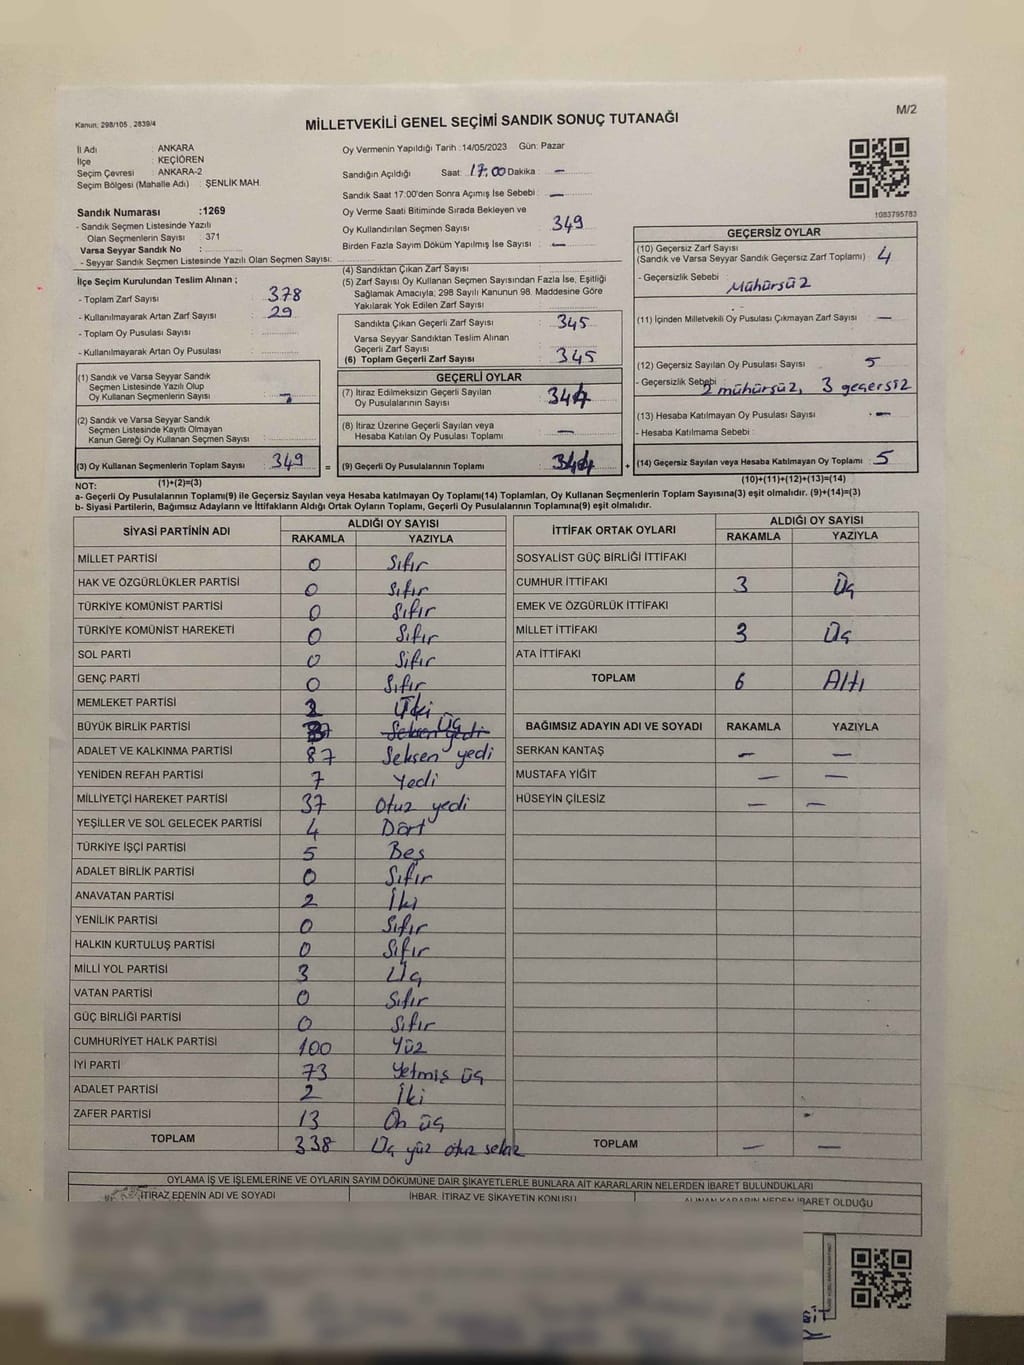 Kanun: 298/105 , 2839/4
MİLLETVEKİLİ GENEL SEÇİMİ SANDIK SONUÇ TUTANAĞI
M/2
İl Adı : ANKARA
İlçe : KEÇİÖREN
Seçim Çevresi : ANKARA-2
Seçim Bölgesi (Mahalle Adı) : ŞENLİK MAH.
Sandık Numarası :1269
- Sandık Seçmen Listesinde Yazılı
Olan Seçmenlerin Sayısı : 371
Varsa Seyyar Sandık No :
- Seyyar Sandık Seçmen Listesinde Yazılı Olan Seçmen Sayısı:
Oy Vermenin Yapıldığı Tarih :14/05/2023 Gün: Pazar
Sandığın Açıldığı Saat: 17:00 Dakika : –
Sandık Saat 17:00'den Sonra Açımış İse Sebebi : –
Oy Verme Saati Bitiminde Sırada Bekleyen ve
Oy Kullandırılan Seçmen Sayısı : 349
Birden Fazla Sayım Döküm Yapılmış İse Sayısı : –
1083795783
İlçe Seçim Kurulundan Teslim Alınan ;
- Toplam Zarf Sayısı : 378
- Kullanılmayarak Artan Zarf Sayısı : 29
- Toplam Oy Pusulası Sayısı :
- Kullanılmayarak Artan Oy Pusulası :
(1) Sandık ve Varsa Seyyar Sandık
Seçmen Listesinde Yazılı Olup
Oy Kullanan Seçmenlerin Sayısı :
(2) Sandık ve Varsa Seyyar Sandık
Seçmen Listesinde Kayıtlı Olmayan
Kanun Gereği Oy Kullanan Seçmen Sayısı :
(3) Oy Kullanan Seçmenlerin Toplam Sayısı : 349 =
(4) Sandıktan Çıkan Zarf Sayısı :
(5) Zarf Sayısı Oy Kullanan Seçmen Sayısından Fazla İse, Eşitliği
Sağlamak Amacıyla, 298 Sayılı Kanunun 98. Maddesine Göre
Yakılarak Yok Edilen Zarf Sayısı :
Sandıkta Çıkan Geçerli Zarf Sayısı : 345
Varsa Seyyar Sandıktan Teslim Alınan
Geçerli Zarf Sayısı :
(6) Toplam Geçerli Zarf Sayısı : 345
GEÇERLİ OYLAR
(7) İtiraz Edilmeksizin Geçerli Sayılan
Oy Pusulalarının Sayısı : 344
(8) İtiraz Üzerine Geçerli Sayılan veya
Hesaba Katılan Oy Pusulası Toplamı : –
(9) Geçerli Oy Pusulalarının Toplamı : 344 +
GEÇERSİZ OYLAR
(10) Geçersiz Zarf Sayısı
(Sandık ve Varsa Seyyar Sandık Geçersiz Zarf Toplamı) : 4
- Geçersizlik Sebebi : Mühürsüz
(11) İçinden Milletvekili Oy Pusulası Çıkmayan Zarf Sayısı : –
(12) Geçersiz Sayılan Oy Pusulası Sayısı : 5
- Geçersizlik Sebebi : 2 mühürsüz, 3 geçersiz
(13) Hesaba Katılmayan Oy Pusulası Sayısı : –
- Hesaba Katılmama Sebebi :
(14) Geçersiz Sayılan veya Hesaba Katılmayan Oy Toplamı : 5
NOT: (1)+(2)=(3) (10)+(11)+(12)+(13)=(14)
a- Geçerli Oy Pusulalarının Toplamı(9) ile Geçersiz Sayılan veya Hesaba katılmayan Oy Toplamı(14) Toplamları, Oy Kullanan Seçmenlerin Toplam Sayısına(3) eşit olmalıdır. (9)+(14)=(3)
b- Siyasi Partilerin, Bağımsız Adayların ve İttifakların Aldığı Ortak Oyların Toplamı, Geçerli Oy Pusulalarının Toplamına(9) eşit olmalıdır.
SİYASİ PARTİNİN ADI ALDIĞI OY SAYISI
RAKAMLA YAZIYLA
MİLLET PARTİSİ 0 Sıfır
HAK VE ÖZGÜRLÜKLER PARTİSİ 0 Sıfır
TÜRKİYE KOMÜNİST PARTİSİ 0 Sıfır
TÜRKİYE KOMÜNİST HAREKETİ 0 Sıfır
SOL PARTİ 0 Sıfır
GENÇ PARTİ 0 Sıfır
MEMLEKET PARTİSİ 2 İki
BÜYÜK BİRLİK PARTİSİ Seksen yedi Üç
ADALET VE KALKINMA PARTİSİ 87 Seksen yedi
YENİDEN REFAH PARTİSİ 7 Yedi
MİLLİYETÇİ HAREKET PARTİSİ 37 Otuz yedi
YEŞİLLER VE SOL GELECEK PARTİSİ 4 Dört
TÜRKİYE İŞÇİ PARTİSİ 5 Beş
ADALET BİRLİK PARTİSİ 0 Sıfır
ANAVATAN PARTİSİ 2 İki
YENİLİK PARTİSİ 0 Sıfır
HALKIN KURTULUŞ PARTİSİ 0 Sıfır
MİLLİ YOL PARTİSİ 3 Üç
VATAN PARTİSİ 0 Sıfır
GÜÇ BİRLİĞİ PARTİSİ 0 Sıfır
CUMHURİYET HALK PARTİSİ 100 Yüz
İYİ PARTİ 73 Yetmiş üç
ADALET PARTİSİ 2 İki
ZAFER PARTİSİ 13 On üç
TOPLAM 338 Üç yüz otuz sekiz
İTTİFAK ORTAK OYLARI ALDIĞI OY SAYISI
RAKAMLA YAZIYLA
SOSYALİST GÜÇ BİRLİĞİ İTTİFAKI
CUMHUR İTTİFAKI 3 Üç
EMEK VE ÖZGÜRLÜK İTTİFAKI
MİLLET İTTİFAKI 3 Üç
ATA İTTİFAKI
TOPLAM 6 Altı
BAĞIMSIZ ADAYIN ADI VE SOYADI RAKAMLA YAZIYLA
SERKAN KANTAŞ – –
MUSTAFA YİĞİT – –
HÜSEYİN ÇİLESİZ – –
TOPLAM – –
OYLAMA İŞ VE İŞLEMLERİNE VE OYLARIN SAYIM DÖKÜMÜNE DAİR ŞİKAYETLERLE BUNLARA AİT KARARLARIN NELERDEN İBARET BULUNDUKLARI
İTİRAZ EDENİN ADI VE SOYADI İHBAR, İTİRAZ VE ŞİKAYETİN KONUSU ALINAN KARARIN NEDEN İBARET OLDUĞU